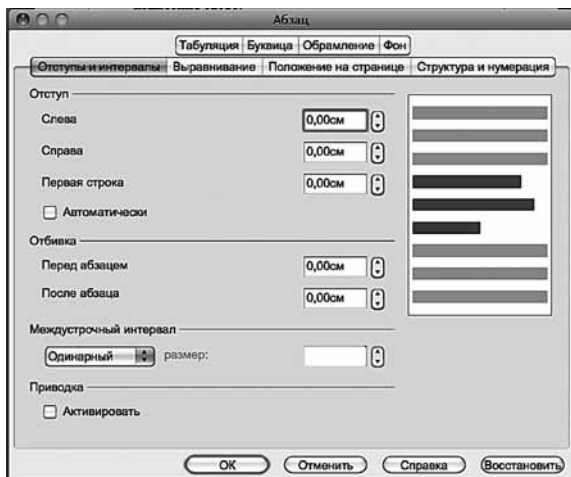 Абзац
Табуляция Буквица Обрамление Фон
Отступы и интервалы Выравнивание Положение на странице Структура и нумерация
Отступ
Слева 0,00см
Справа 0,00см
Первая строка 0,00см
Автоматически
Отбивка
Перед абзацем 0,00см
После абзаца 0,00см
Междустрочный интервал
Одинарный размер:
Приводка
Активировать
ОК Отменить Справка Восстановить